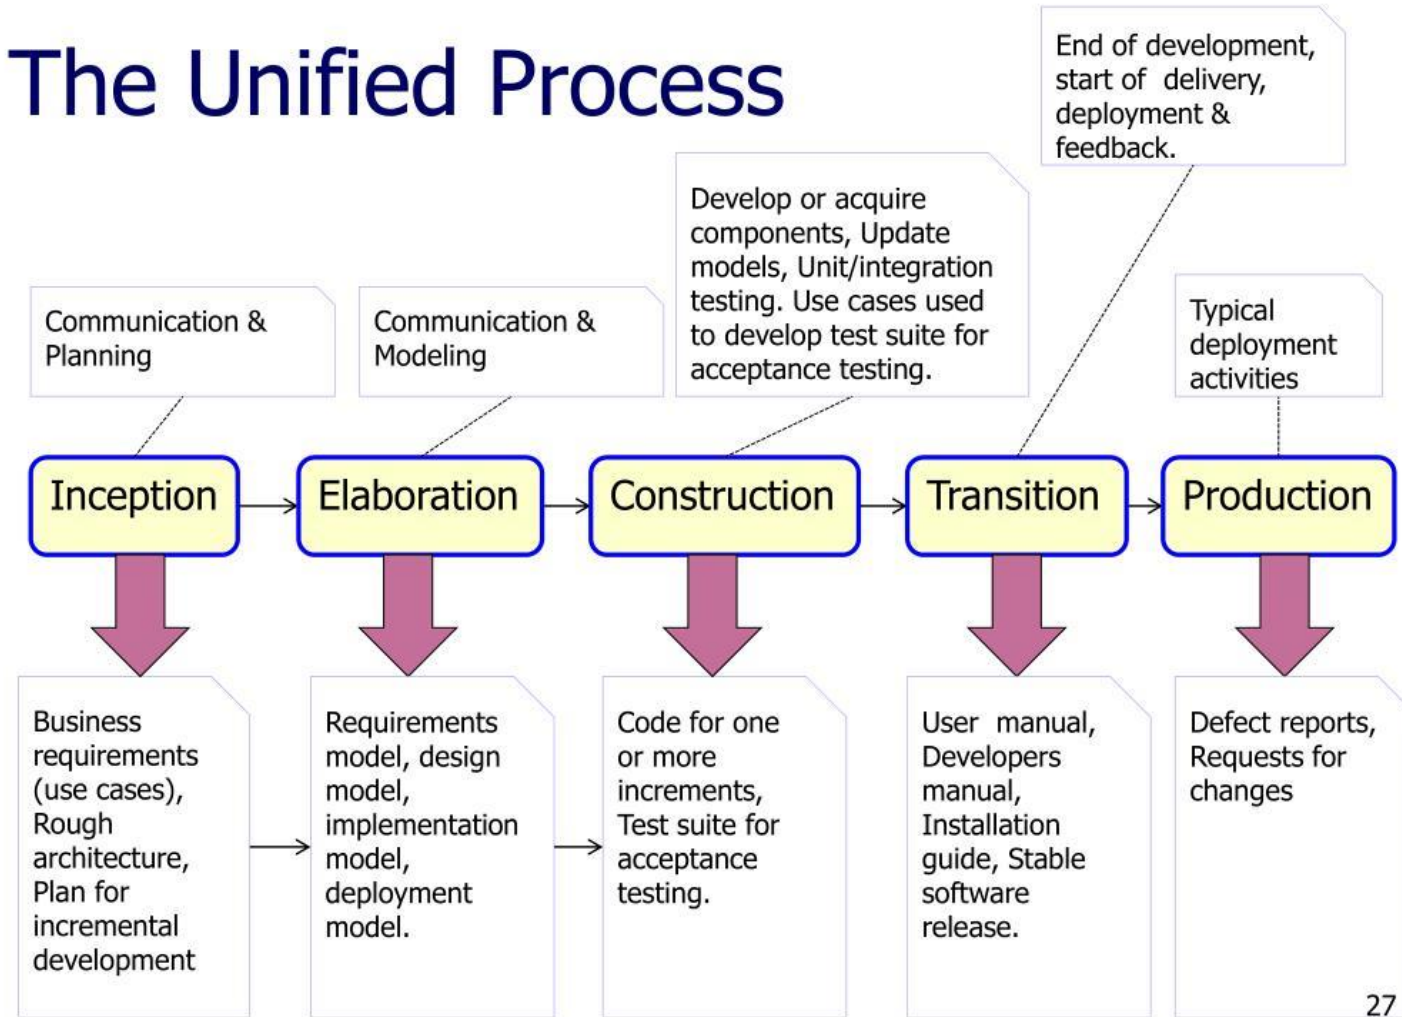 The Unified Process
End of development,
start of delivery,
deployment &
feedback.
Develop or acquire
components, Update
models, Unit/integration
testing. Use cases used
to develop test suite for
acceptance testing.
Communication &
Planning
Communication &
Modeling
Typical
deployment
activities
Inception
Elaboration
Construction
Transition
Production
Business
requirements
(use cases),
Rough
architecture,
Plan for
incremental
development
Requirements
model, design
model,
implementation
model,
deployment
model.
Code for one
or more
increments,
Test suite for
acceptance
testing.
User manual,
Developers
manual,
Installation
guide, Stable
software
release.
Defect reports,
Requests for
changes
27